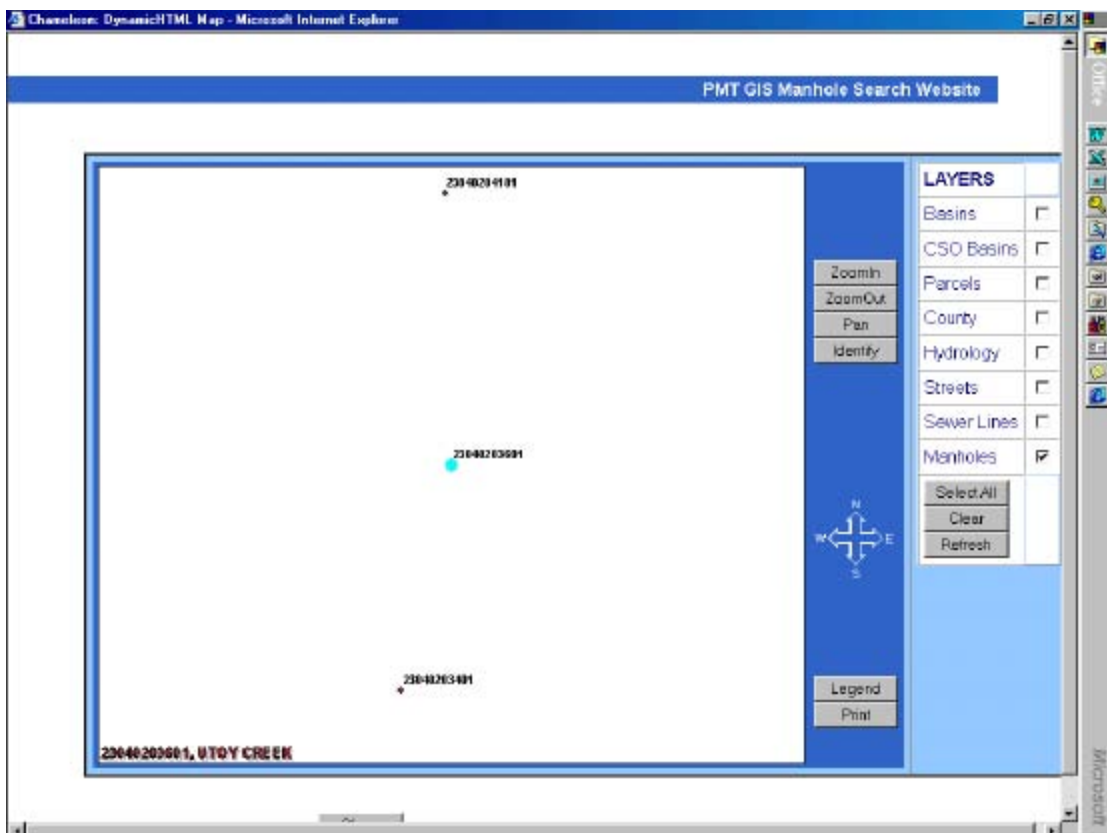 Chameleon: DynamicHTML Map - Microsoft Internet Explorer
Office
PMT GIS Manhole Search Website
23040204101
LAYERS
Basins
CSO Basins
Parcels
County
Hydrology
Streets
Sewer Lines
Manholes
ZoomIn
ZoomOut
Pan
Identify
Select All
Clear
Refresh
23040203601
N
W E
S
23040203401
Legend
Print
23040203601, UTOY CREEK
Microsoft